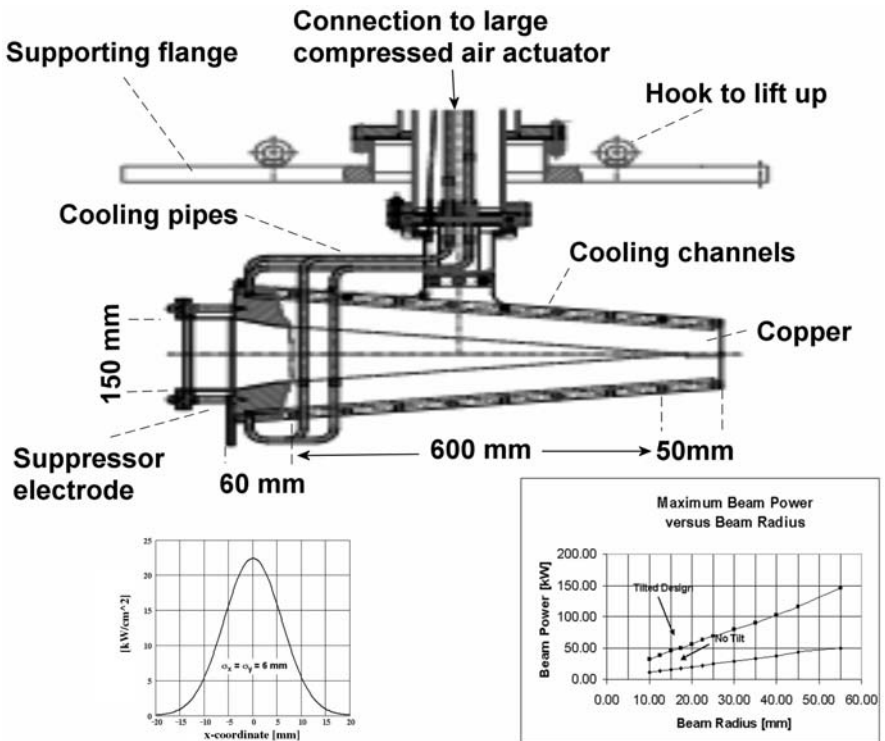 Connection to large
compressed air actuator
Supporting flange
Hook to lift up
Cooling pipes
Cooling channels
Copper
150 mm
Suppressor
electrode
60 mm
600 mm
50mm
25
20
15
10
5
0
[kW/cm^2]
σx = σy = 6 mm
-20 -15 -10 -5 0 5 10 15 20
x-coordinate [mm]
Maximum Beam Power
versus Beam Radius
200.00
150.00
100.00
50.00
0.00
Beam Power [kW]
Tilted Design
No Tilt
0.00 10.00 20.00 30.00 40.00 50.00 60.00
Beam Radius [mm]